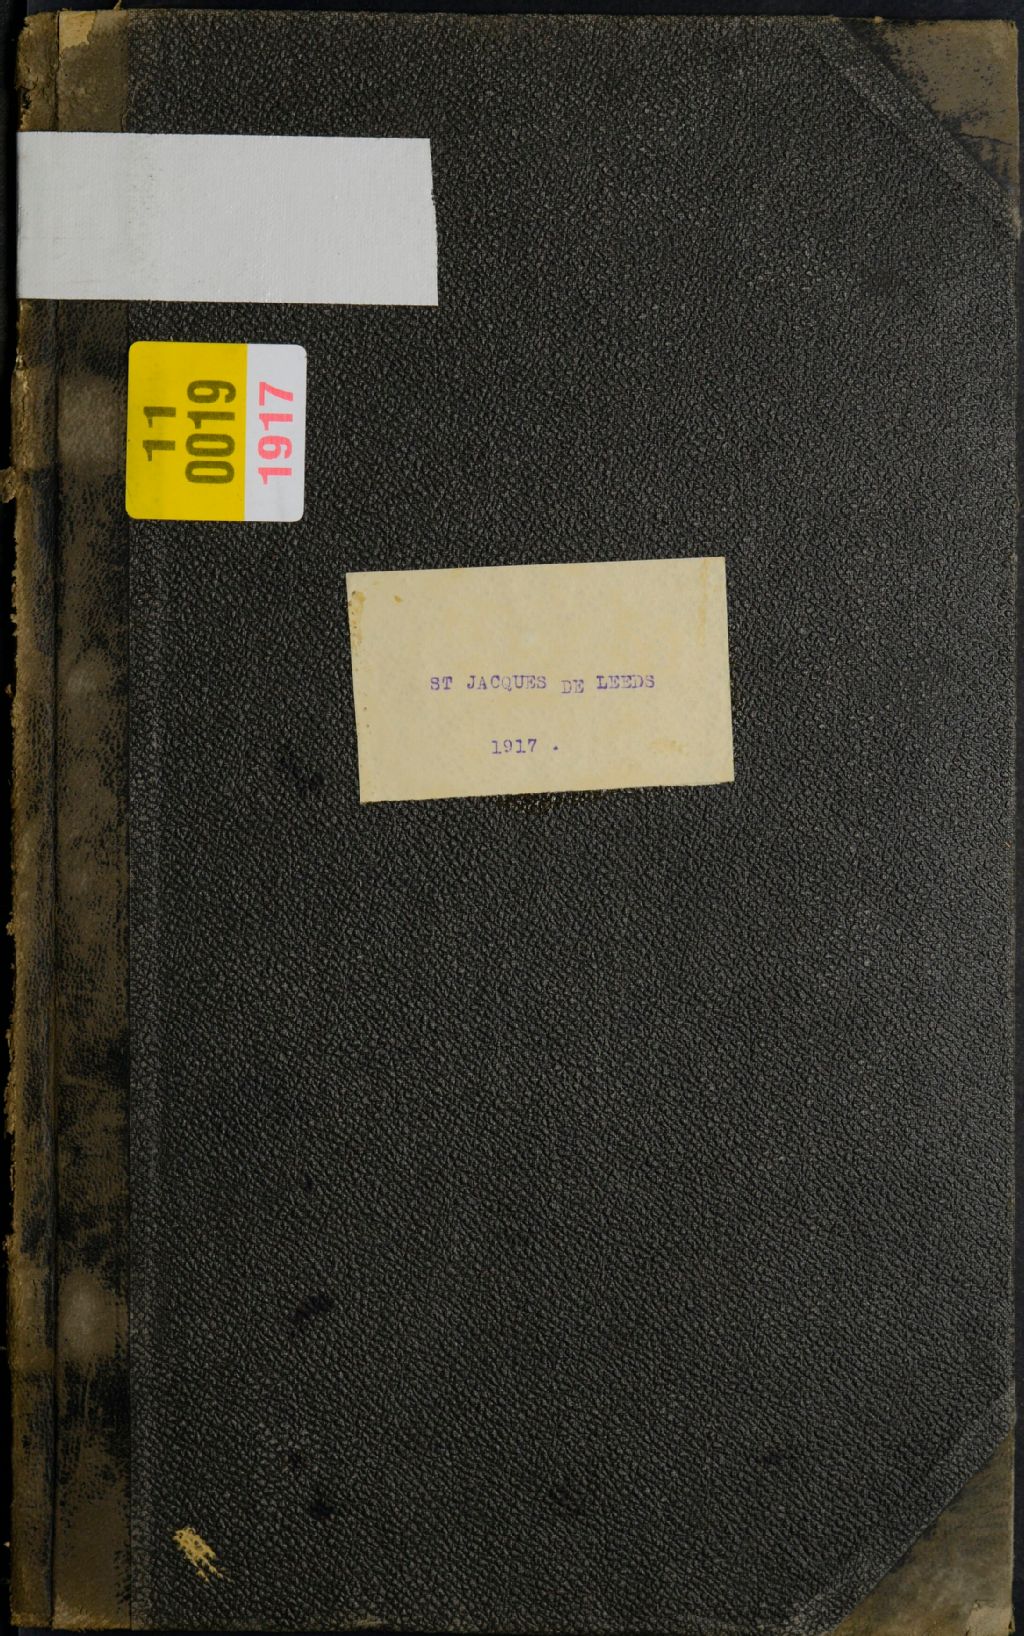 11
0019
1917
ST JACQUES DE LEEDS
1917 .